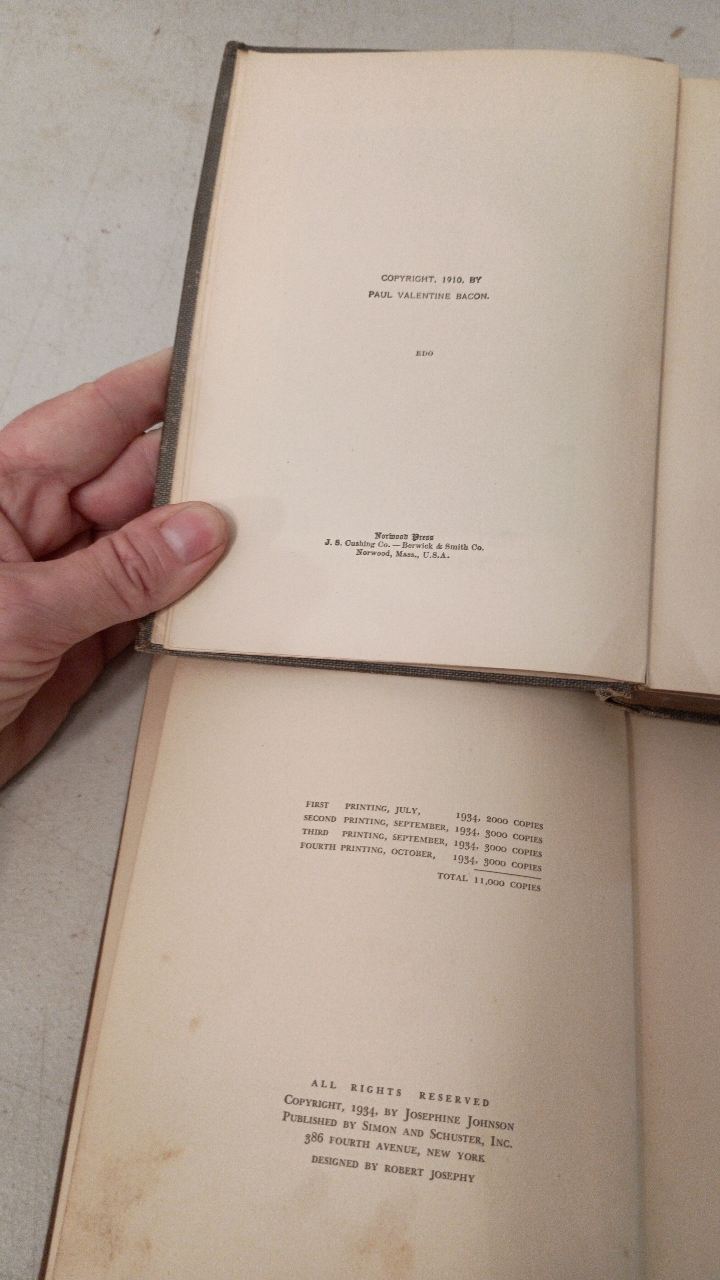 COPYRIGHT, 1910, BY
PAUL VALENTINE BACON.
EDO
Norwood Press
J. S. Cushing Co. — Berwick & Smith Co.
Norwood, Mass., U.S.A.
FIRST PRINTING, JULY, 1934, 2000 COPIES
SECOND PRINTING, SEPTEMBER, 1934, 3000 COPIES
THIRD PRINTING, SEPTEMBER, 1934, 3000 COPIES
FOURTH PRINTING, OCTOBER, 1934, 3000 COPIES
TOTAL 11,000 COPIES
ALL RIGHTS RESERVED
COPYRIGHT, 1934, BY JOSEPHINE JOHNSON
PUBLISHED BY SIMON AND SCHUSTER, INC.
386 FOURTH AVENUE, NEW YORK
DESIGNED BY ROBERT JOSEPHY